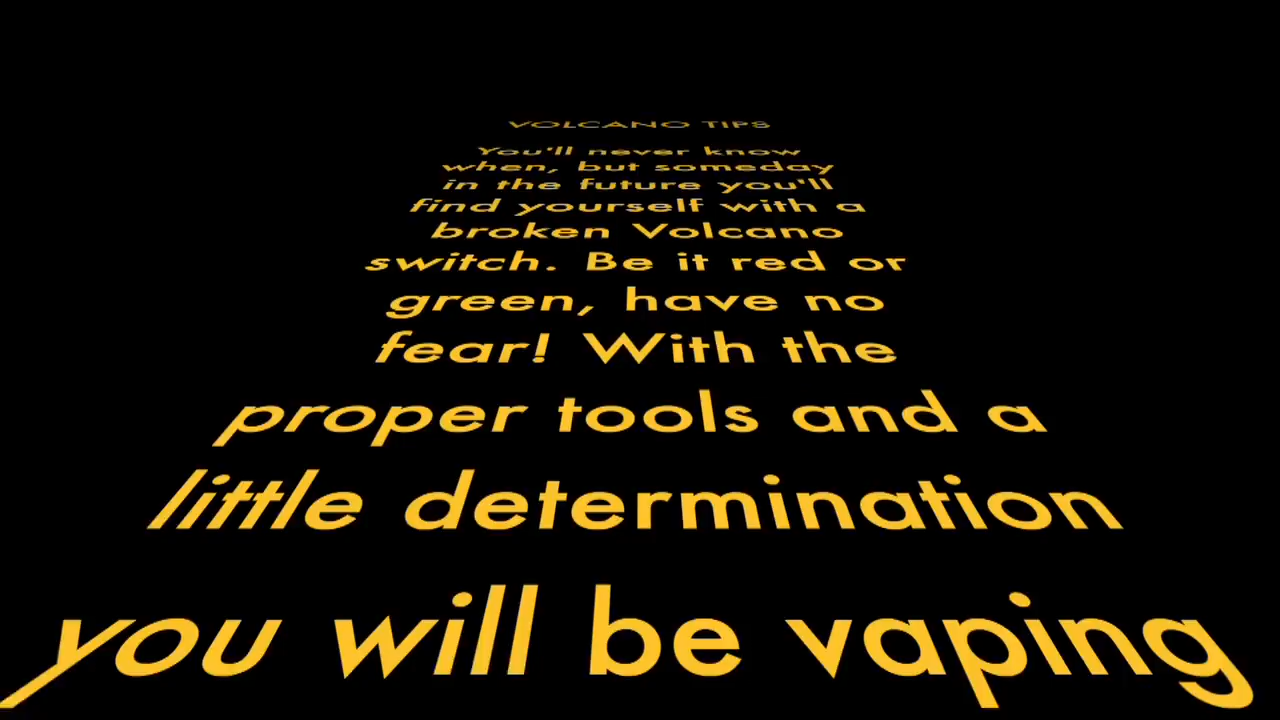 VOLCANO TIPS
You'll never know
when, but someday
in the future you'll
find yourself with a
broken Volcano
switch. Be it red or
green, have no
fear! With the
proper tools and a
little determination
you will be vaping